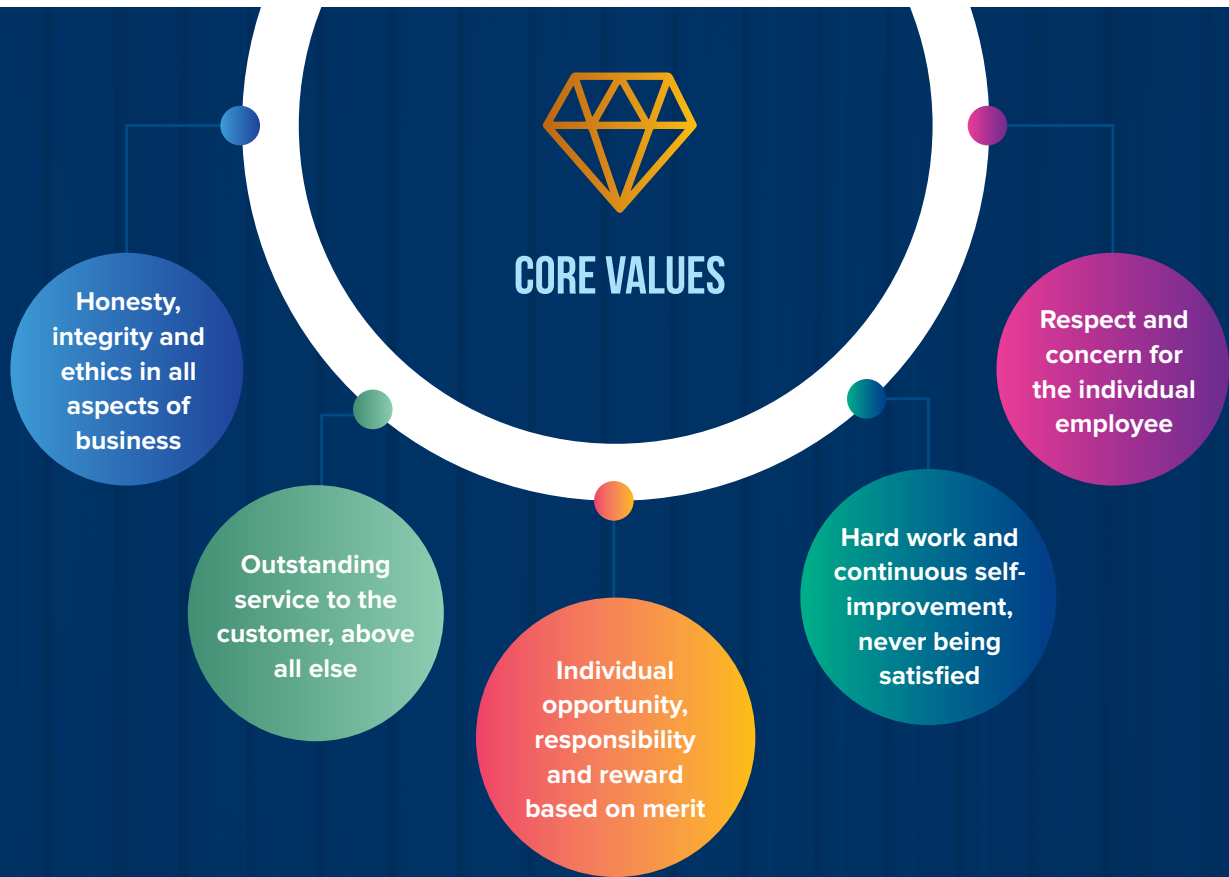 CORE VALUES
Honesty,
integrity and
ethics in all
aspects of
business
Outstanding
service to the
customer, above
all else
Individual
opportunity,
responsibility
and reward
based on merit
Hard work and
continuous self-
improvement,
never being
satisfied
Respect and
concern for
the individual
employee